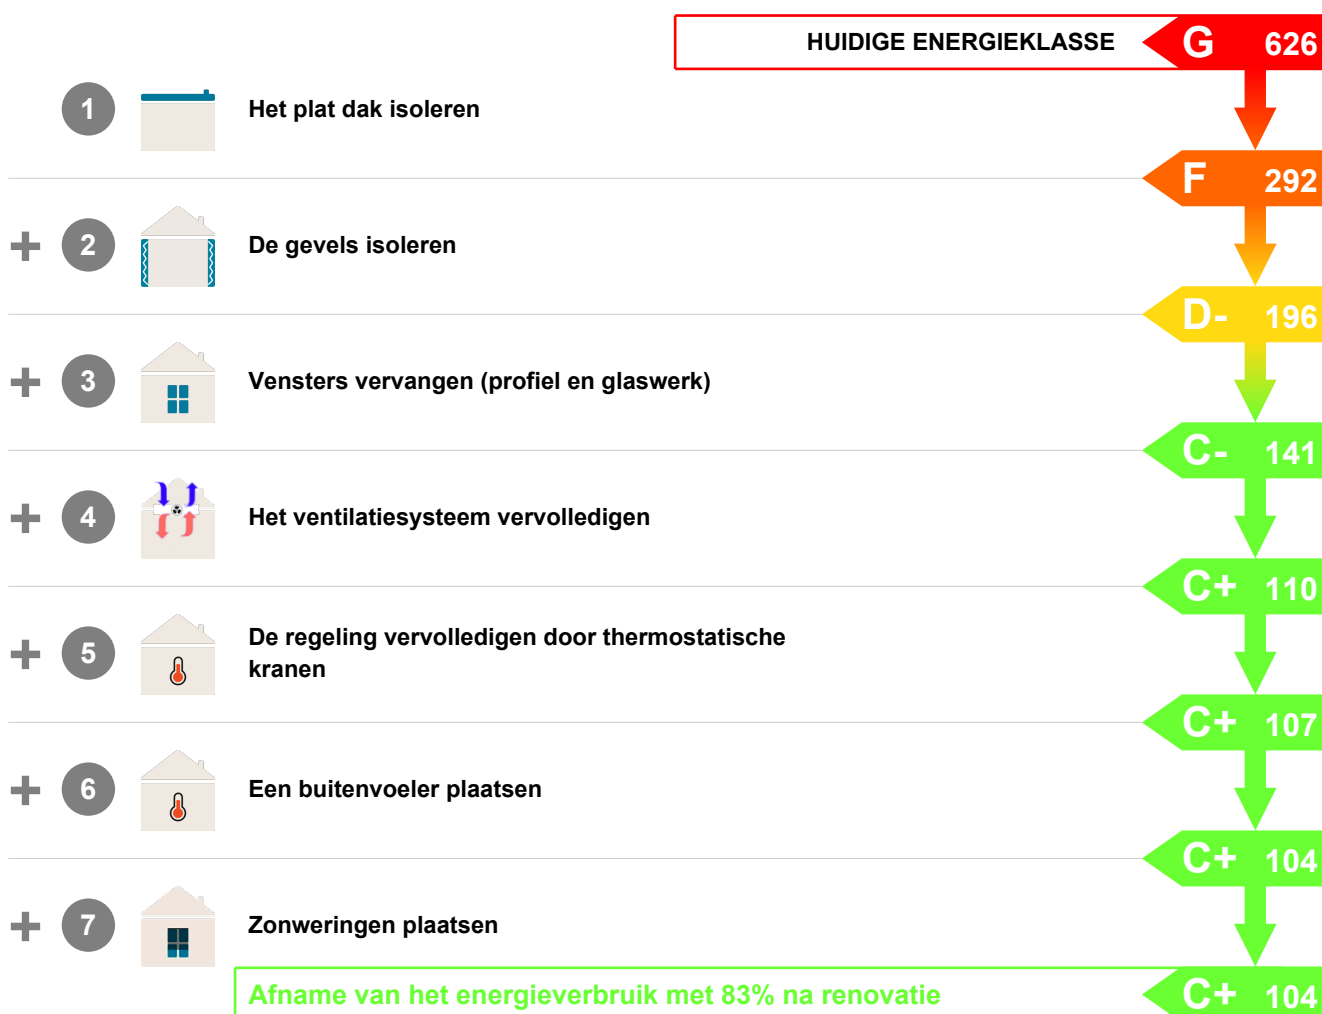 HUIDIGE ENERGIEKLASSE G 626
1 Het plat dak isoleren
F 292
+ 2 De gevels isoleren
D- 196
+ 3 Vensters vervangen (profiel en glaswerk)
C- 141
+ 4 Het ventilatiesysteem vervolledigen
C+ 110
+ 5 De regeling vervolledigen door thermostatische
kranen
C+ 107
+ 6 Een buitenvoeler plaatsen
C+ 104
+ 7 Zonweringen plaatsen
Afname van het energieverbruik met 83% na renovatie C+ 104